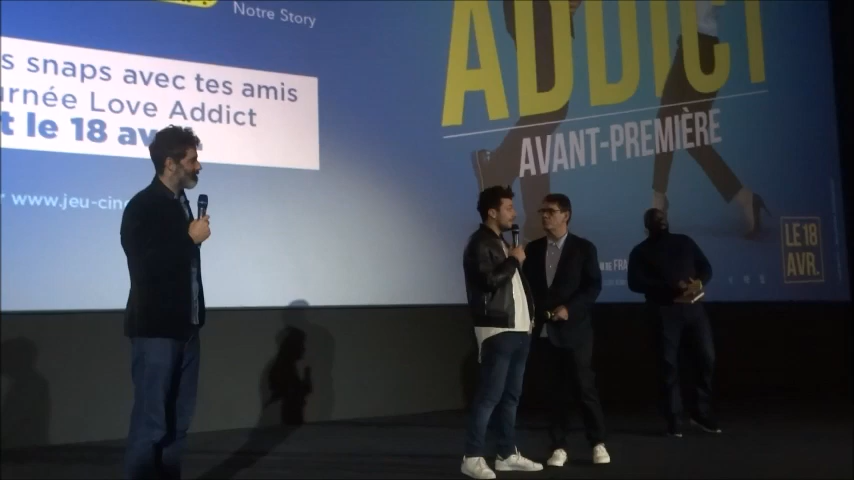 Notre Story
s snaps avec tes amis
urnée Love Addict
t le 18 av
www.jeu-cin
ADDICT
AVANT-PREMIÈRE
LE 18
AVR.